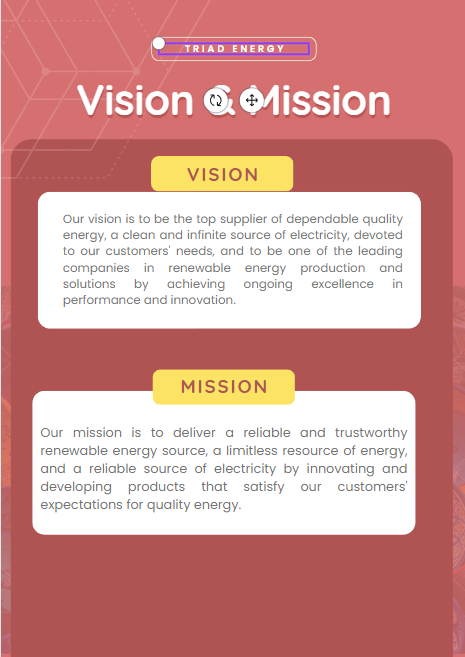 TRIAD ENERGY
Vision & Mission
VISION
Our vision is to be the top supplier of dependable quality
energy, a clean and infinite source of electricity, devoted
to our customers' needs, and to be one of the leading
companies in renewable energy production and
solutions by achieving ongoing excellence in
performance and innovation.
MISSION
Our mission is to deliver a reliable and trustworthy
renewable energy source, a limitless resource of energy,
and a reliable source of electricity by innovating and
developing products that satisfy our customers'
expectations for quality energy.